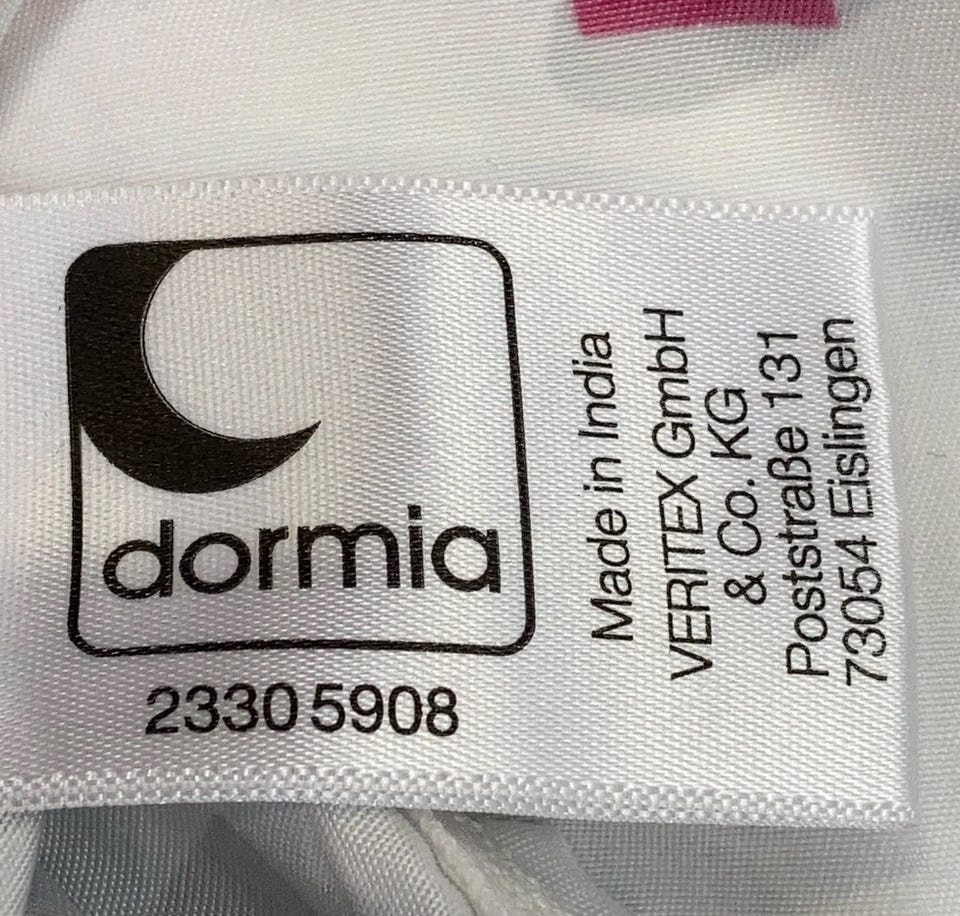 dormia
2330 5908
Made in India
VERITEX GmbH
& Co. KG
Poststraße 131
73054 Eislingen